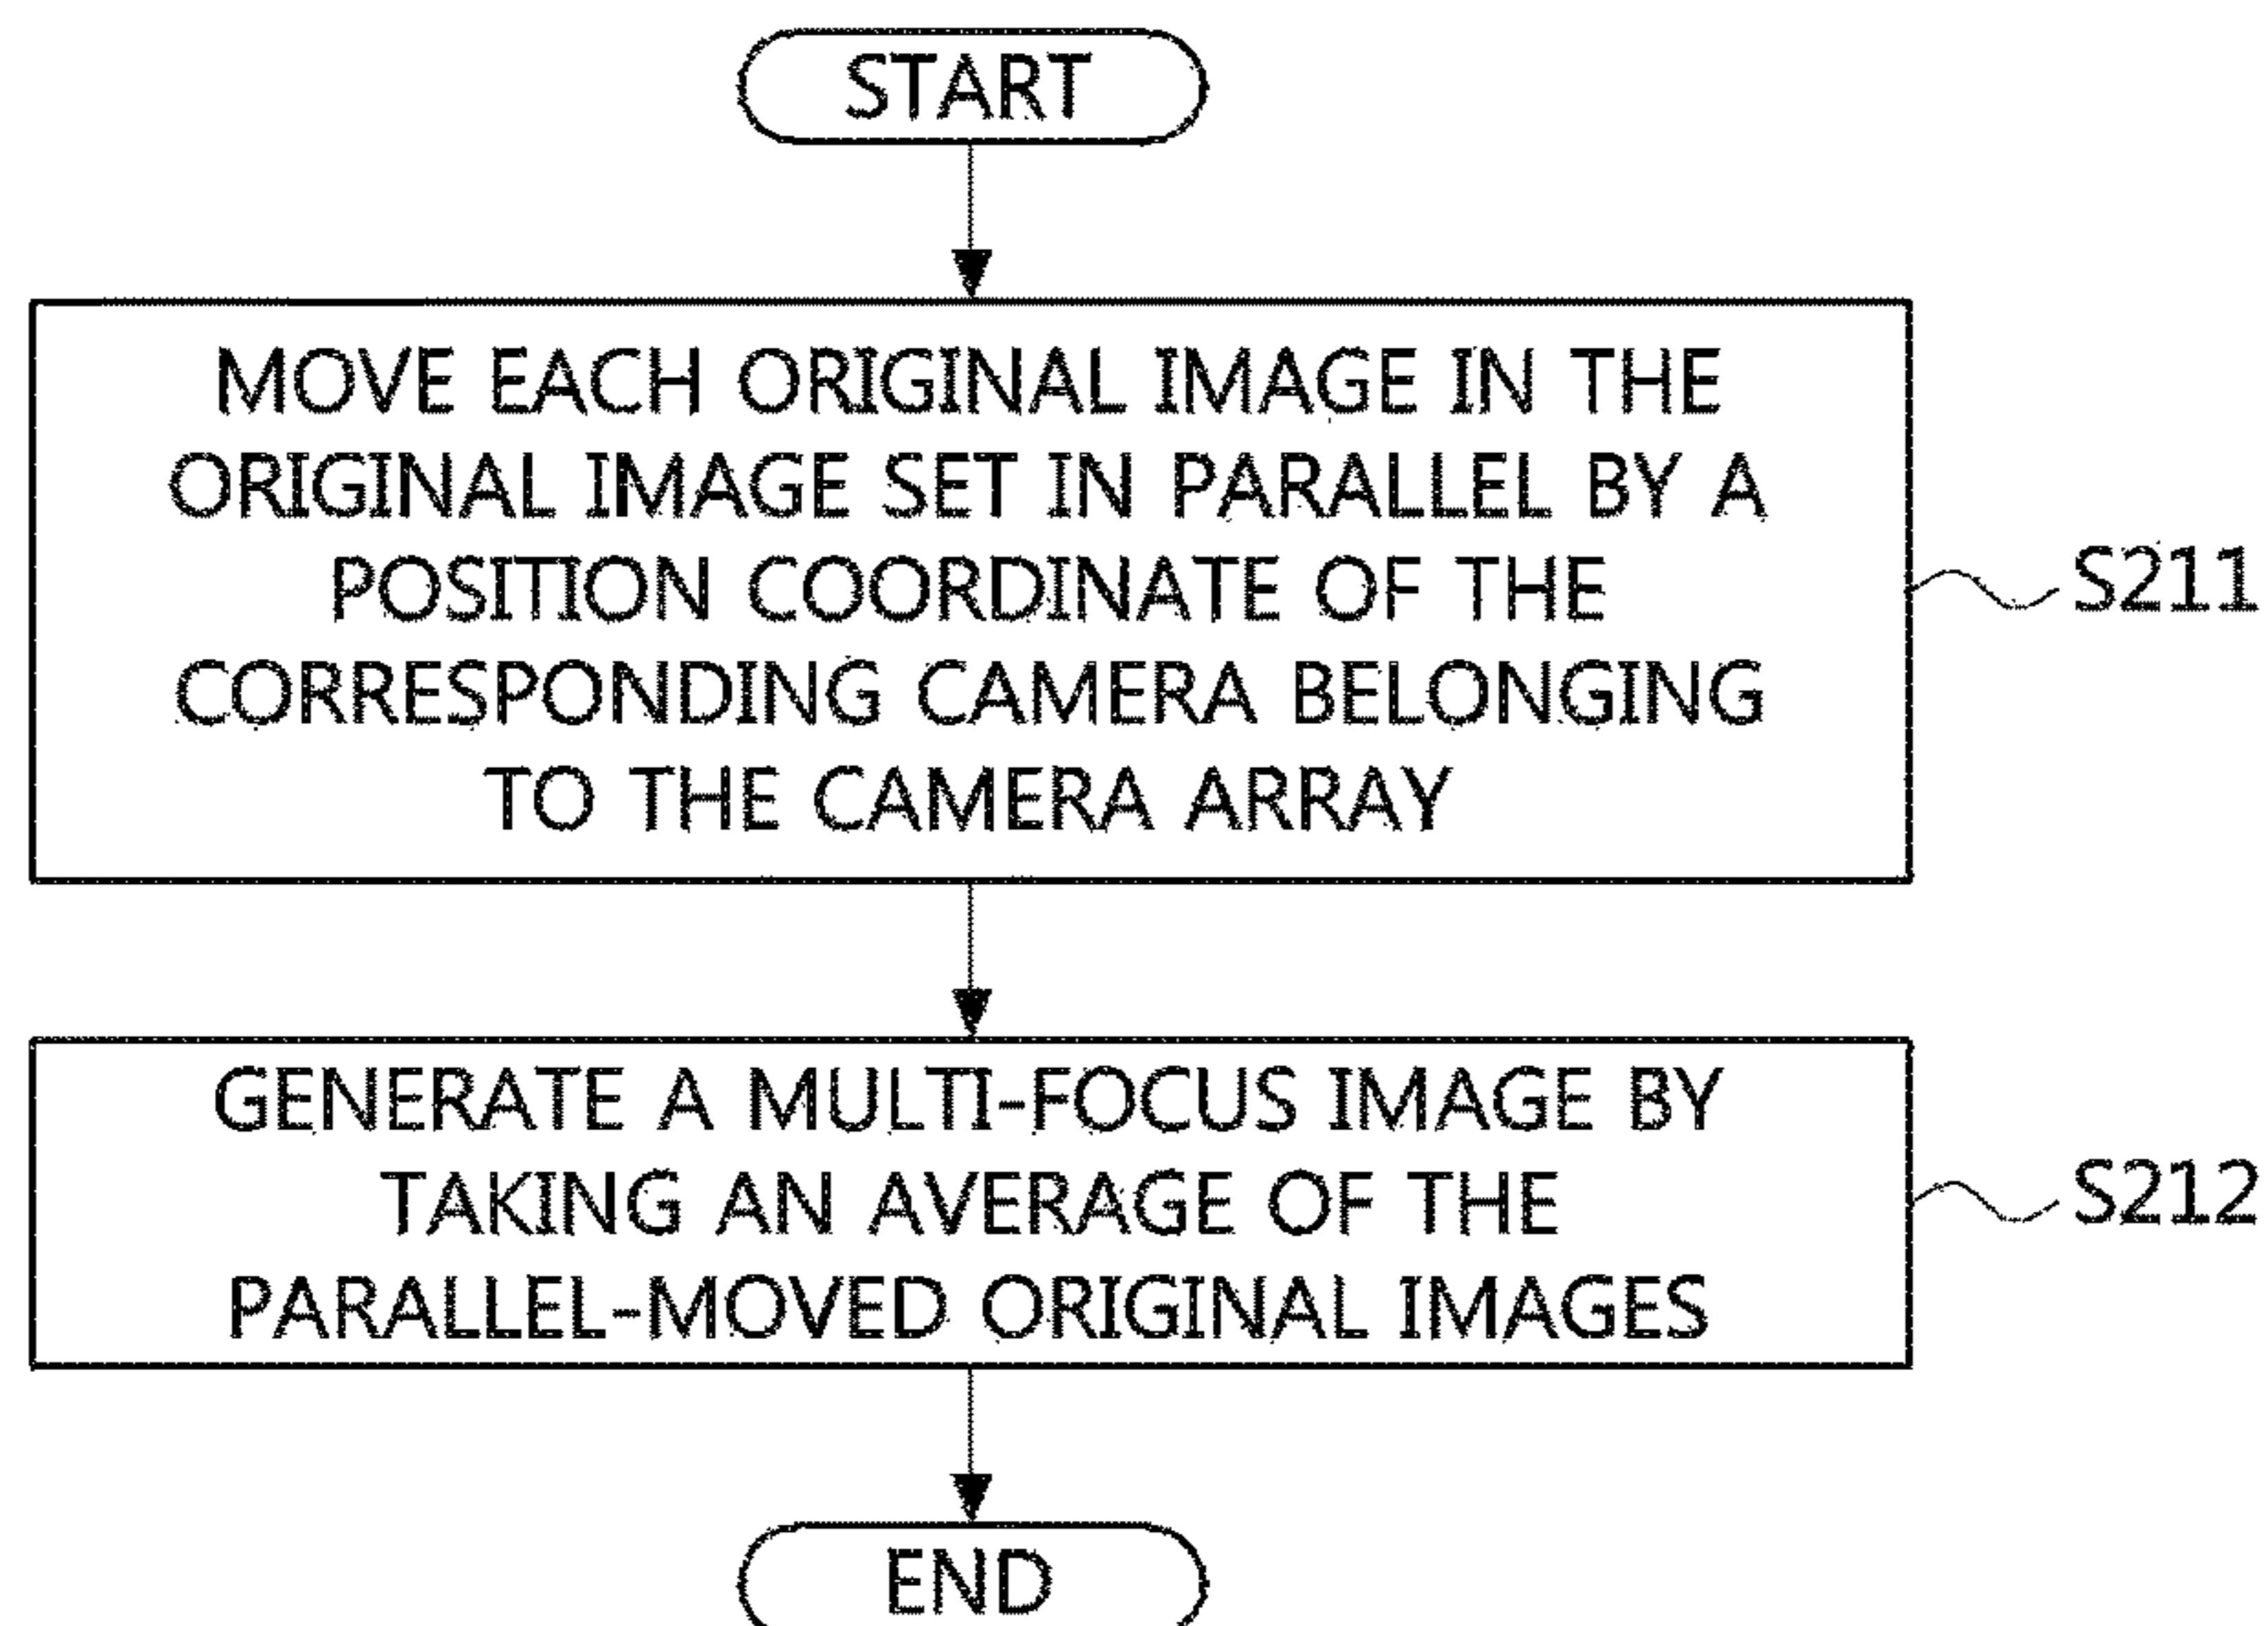 START
MOVE EACH ORIGINAL IMAGE IN THE
ORIGINAL IMAGE SET IN PARALLEL BY A
POSITION COORDINATE OF THE
CORRESPONDING CAMERA BELONGING
TO THE CAMERA ARRAY
S211
GENERATE A MULTI-FOCUS IMAGE BY
TAKING AN AVERAGE OF THE
PARALLEL-MOVED ORIGINAL IMAGES
S212
END